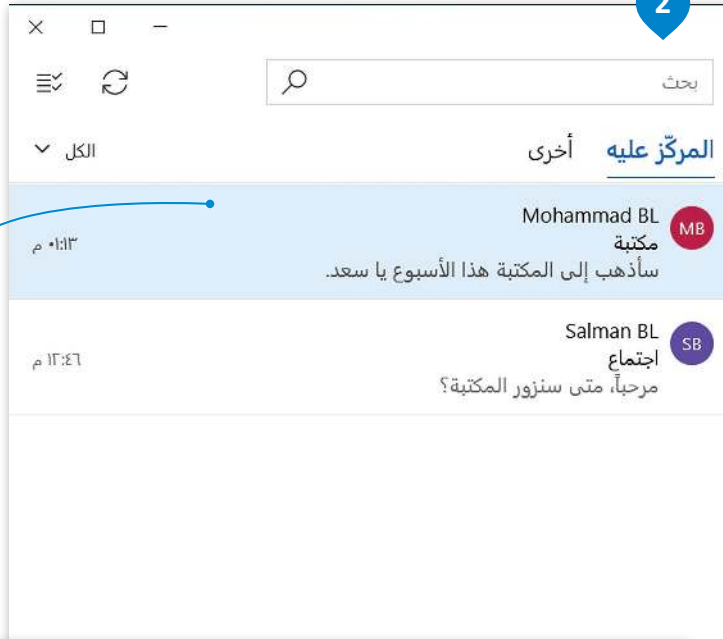 2
بحث
المركّز عليه أخرى الكل
Mohammad BL
MB
مكتبة
٠١:١٣ م
سأذهب إلى المكتبة هذا الأسبوع يا سعد.
Salman BL
SB
اجتماع
١٢:٤٦ م
مرحباً، متى سنزور المكتبة؟